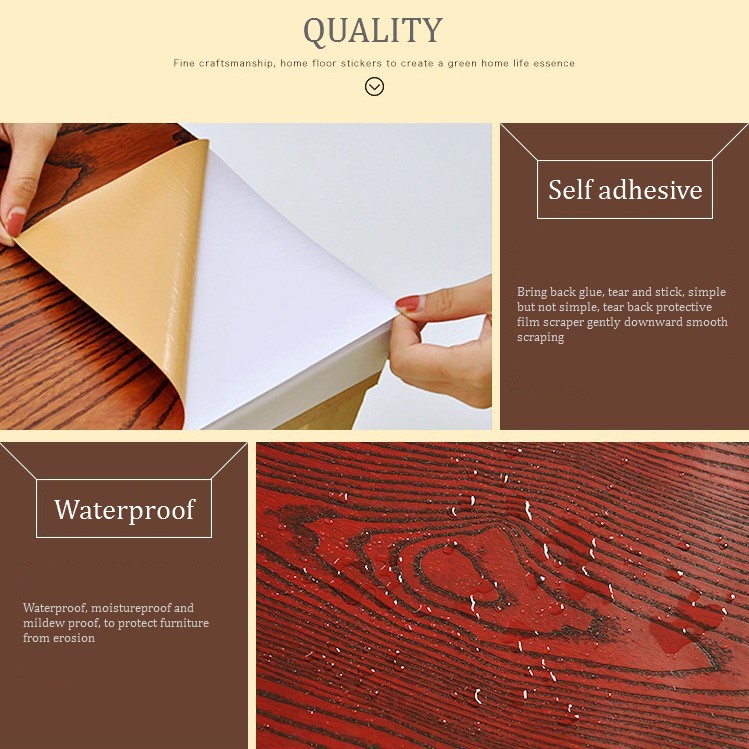 QUALITY
Fine craftsmanship, home floor stickers to create a green home life essence
Self adhesive
Bring back glue, tear and stick, simple
but not simple, tear back protective
film scraper gently downward smooth
scraping
Waterproof
Waterproof, moistureproof and
mildew proof, to protect furniture
from erosion